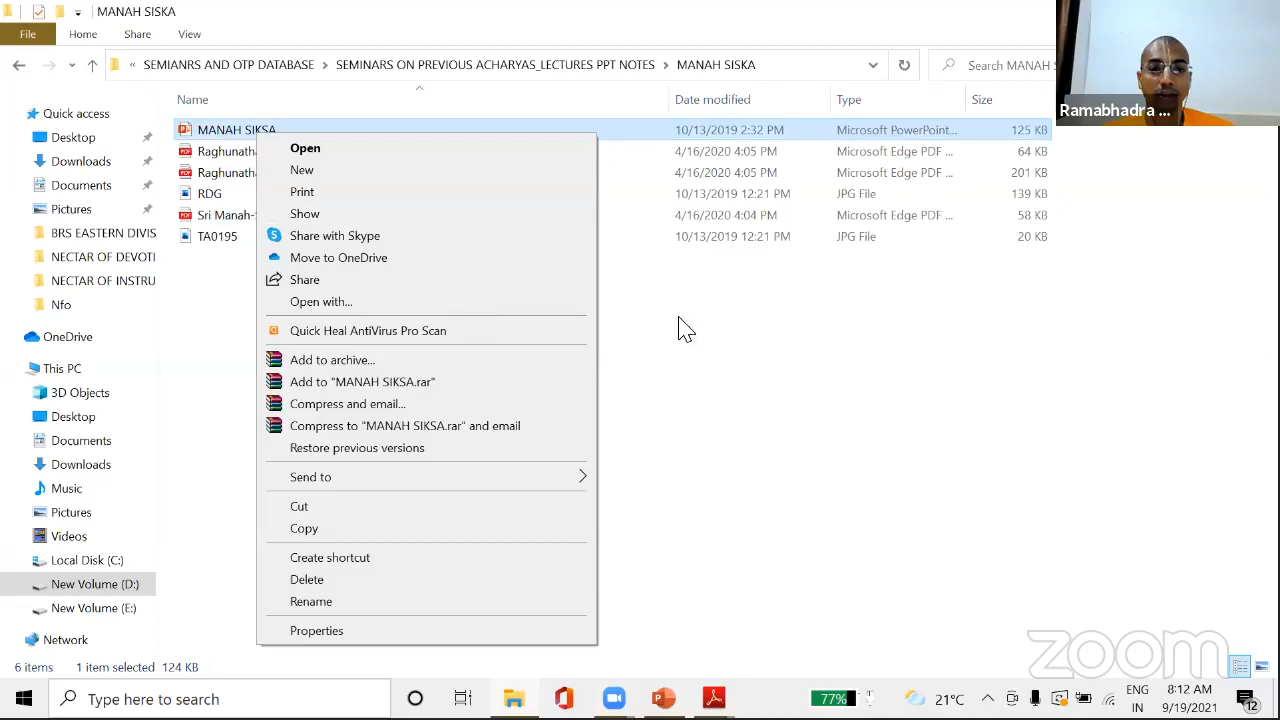 MANAH SISKA
File Home Share View
« SEMIANRS AND OTP DATABASE > SEMINARS ON PREVIOUS ACHARYAS_LECTURES PPT NOTES > MANAH SISKA
Search MANAH
Ramabhadra ...
Name Date modified Type Size
Quick access
Desktop
Downloads
Documents
Pictures
BRS EASTERN DIVIS
NECTAR OF DEVOTI
NECTAR OF INSTRU
Nfo
OneDrive
This PC
3D Objects
Desktop
Documents
Downloads
Music
Pictures
Videos
Local Disk (C:)
New Volume (D:)
New Volume (E:)
Network
MANAH SIKSA 10/13/2019 2:32 PM Microsoft PowerPoint... 125 KB
Raghunatha 4/16/2020 4:05 PM Microsoft Edge PDF ... 64 KB
Raghunatha 4/16/2020 4:05 PM Microsoft Edge PDF ... 201 KB
RDG 10/13/2019 12:21 PM JPG File 139 KB
Sri Manah- 4/16/2020 4:04 PM Microsoft Edge PDF ... 58 KB
TA0195 10/13/2019 12:21 PM JPG File 20 KB
Open
New
Print
Show
Share with Skype
Move to OneDrive
Share
Open with...
Quick Heal AntiVirus Pro Scan
Add to archive...
Add to "MANAH SIKSA.rar"
Compress and email...
Compress to "MANAH SIKSA.rar" and email
Restore previous versions
Send to
Cut
Copy
Create shortcut
Delete
Rename
Properties
zoom
6 items 1 item selected 124 KB
Type here to search
77%
21°C
ENG
IN
8:12 AM
9/19/2021
12